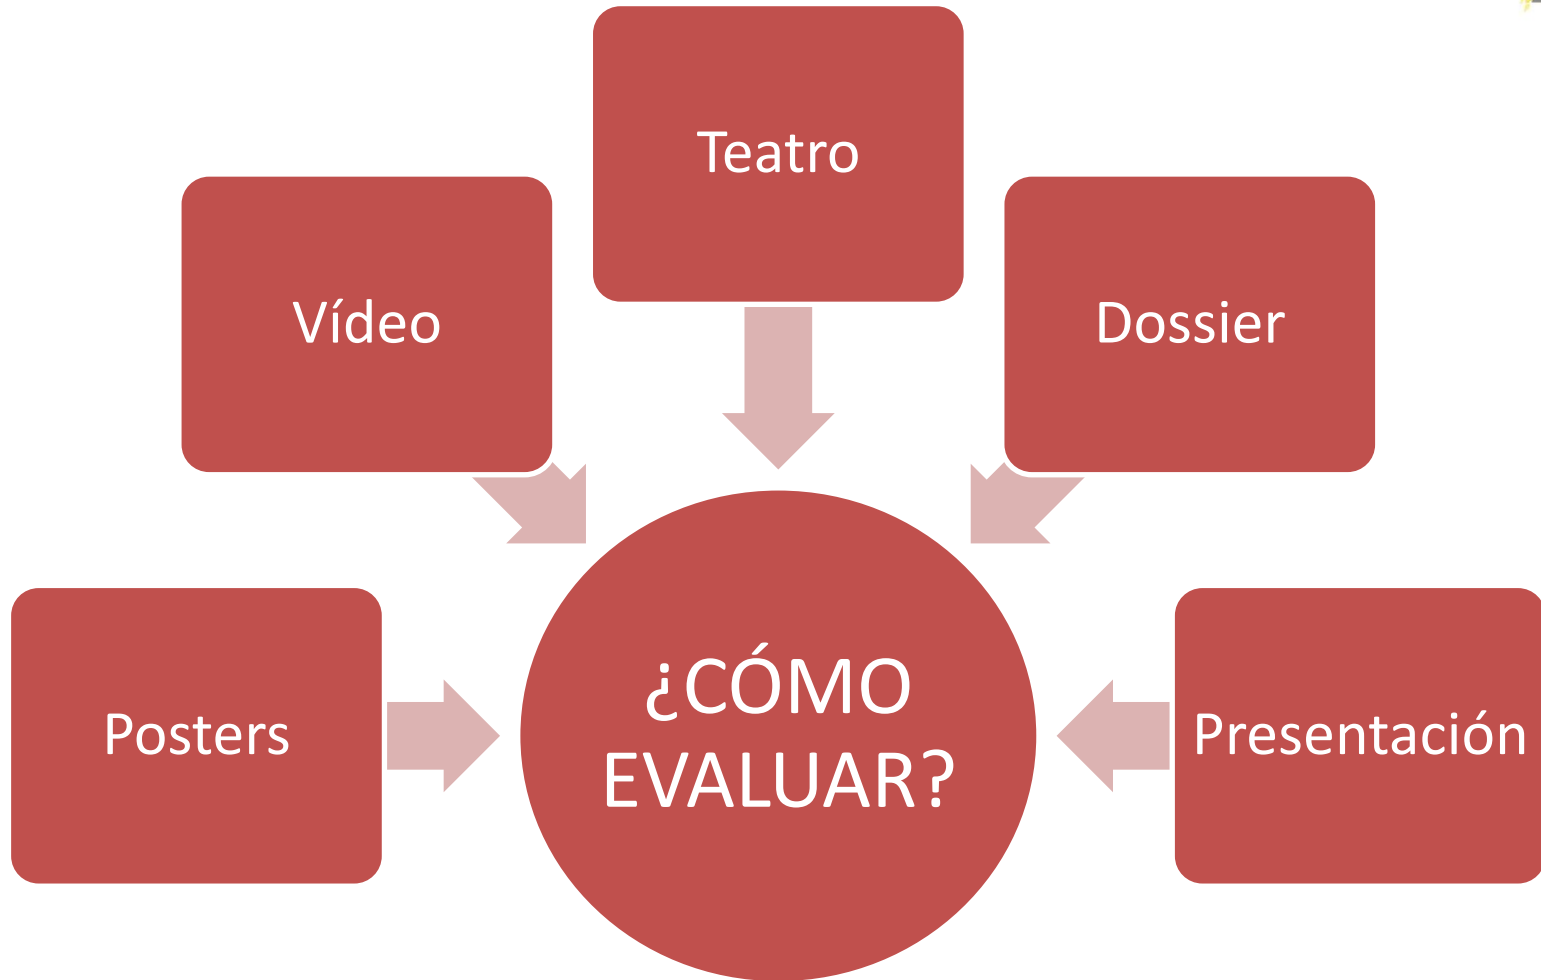 Teatro
Vídeo
Dossier
Posters
¿CÓMO
EVALUAR?
Presentación